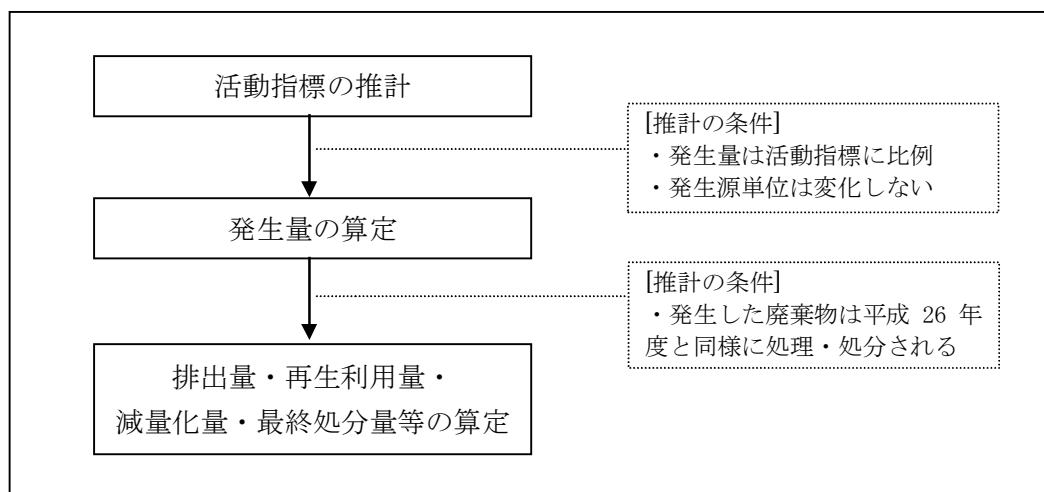 活動指標の推計
[推計の条件]
・発生量は活動指標に比例
・発生源単位は変化しない
発生量の算定
[推計の条件]
・発生した廃棄物は平成 26 年
度と同様に処理・処分される
排出量・再生利用量・
減量化量・最終処分量等の算定